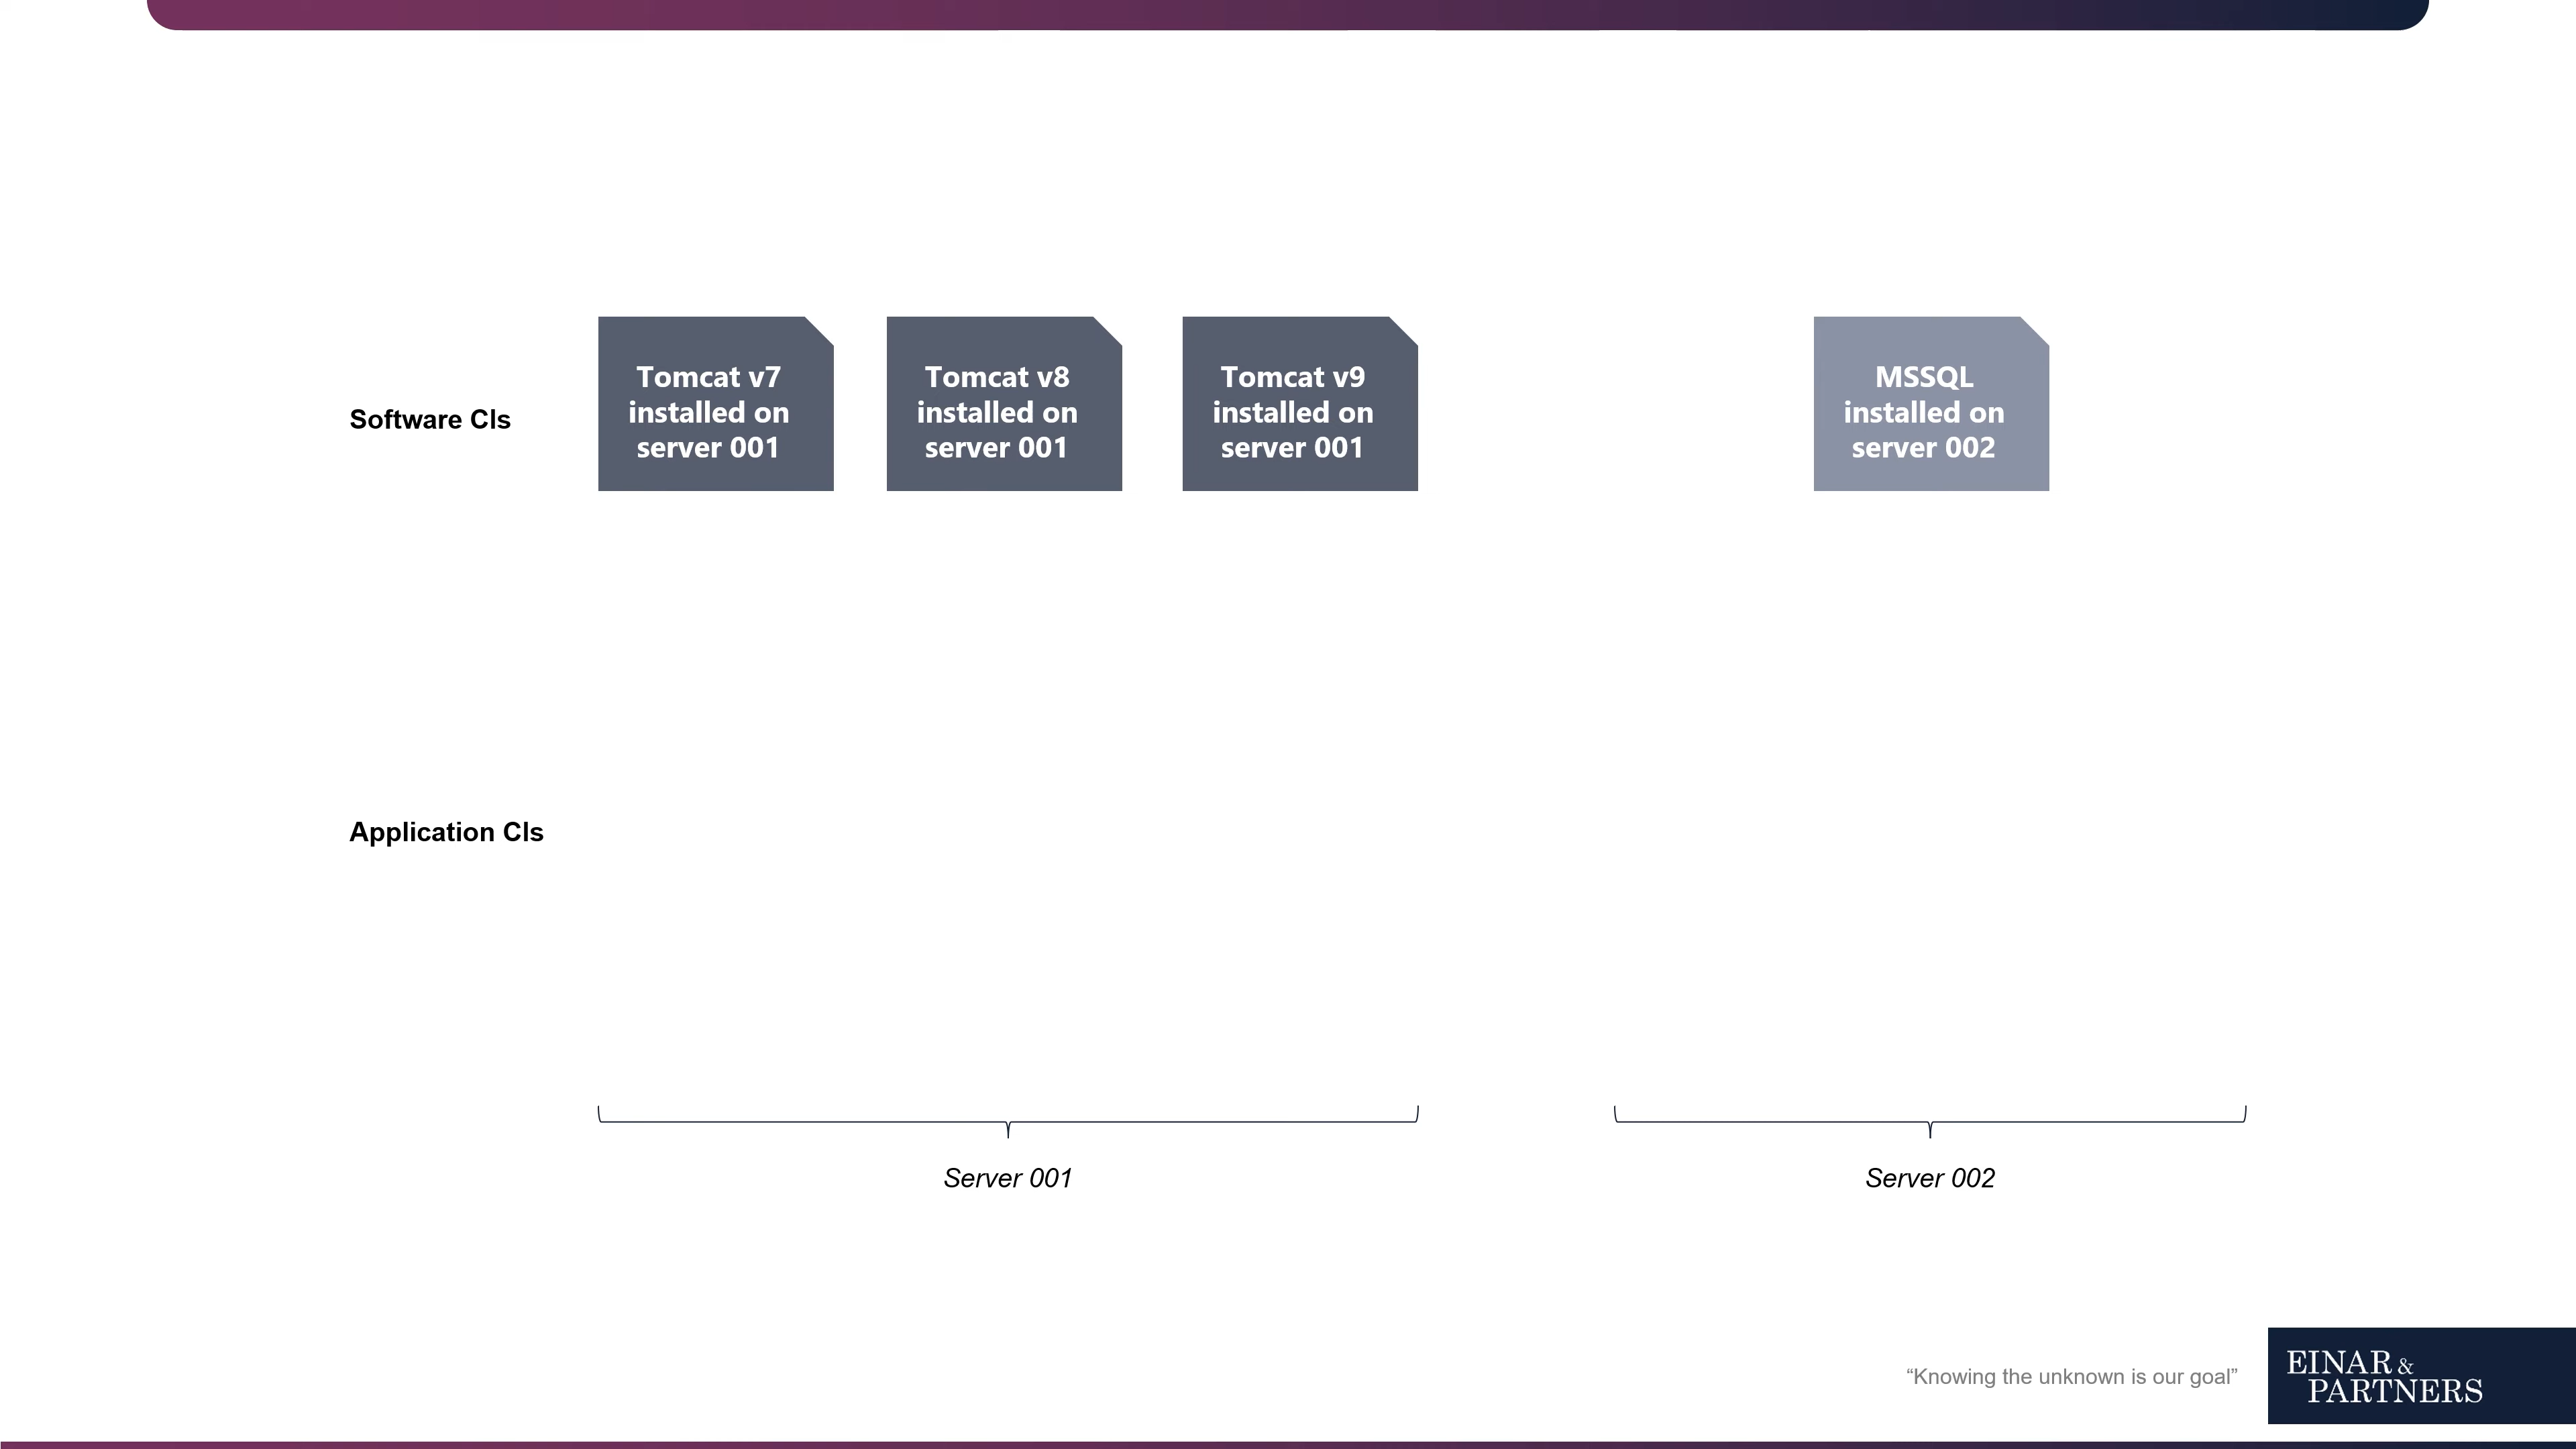 Software CIs
Tomcat v7
installed on
server 001
Tomcat v8
installed on
server 001
Tomcat v9
installed on
server 001
MSSQL
installed on
server 002
Application CIs
Server 001
Server 002
“Knowing the unknown is our goal”
EINAR &
PARTNERS